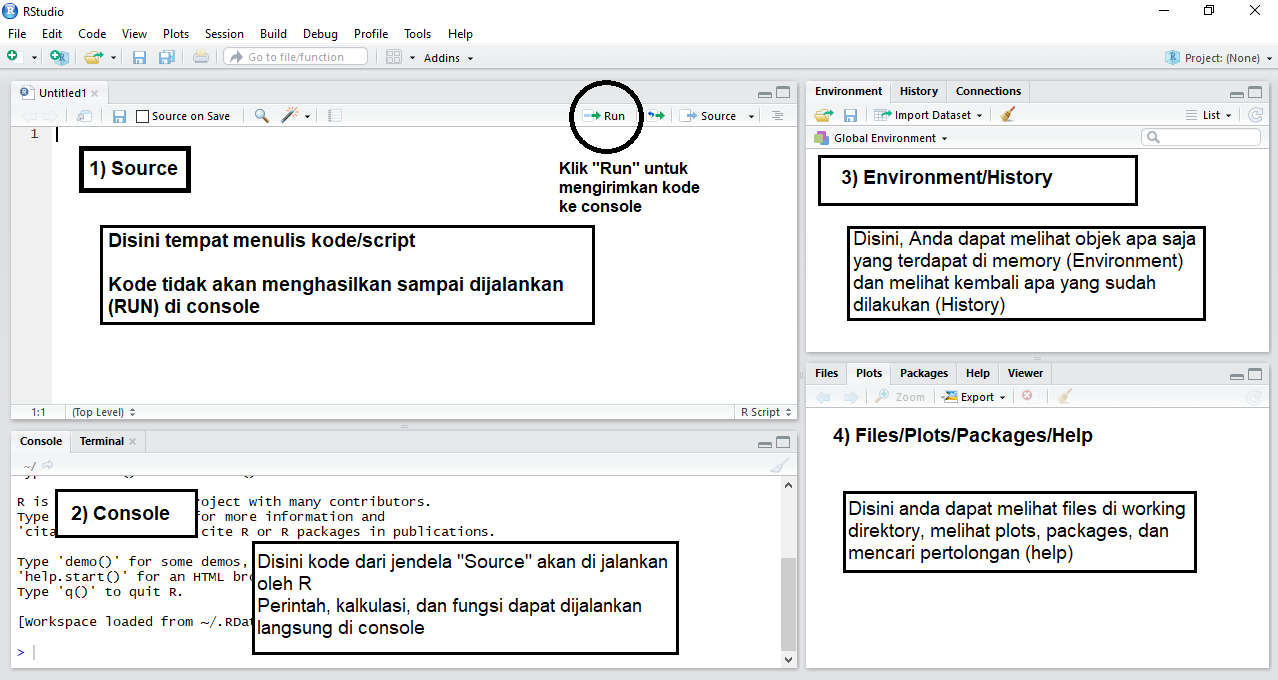 RStudio
File Edit Code View Plots Session Build Debug Profile Tools Help
Go to file/function Addins Project: (None)
Untitled1
Source on Save Run Source
1
1) Source
Klik "Run" untuk
mengirimkan kode
ke console
Disini tempat menulis kode/script
Kode tidak akan menghasilkan sampai dijalankan
(RUN) di console
1:1 (Top Level) R Script
Console Terminal
~/
R is oject with many contributors.
Type or more information and
'cita cite R or R packages in publications.
2) Console
Type 'demo()' for some demos,
'help.start()' for an HTML bro
Type 'q()' to quit R.
[Workspace loaded from ~/.RDat
>
Disini kode dari jendela "Source" akan di jalankan
oleh R
Perintah, kalkulasi, dan fungsi dapat dijalankan
langsung di console
Environment History Connections
Import Dataset List
Global Environment
3) Environment/History
Disini, Anda dapat melihat objek apa saja
yang terdapat di memory (Environment)
dan melihat kembali apa yang sudah
dilakukan (History)
Files Plots Packages Help Viewer
Zoom Export
4) Files/Plots/Packages/Help
Disini anda dapat melihat files di working
direktory, melihat plots, packages, dan
mencari pertolongan (help)